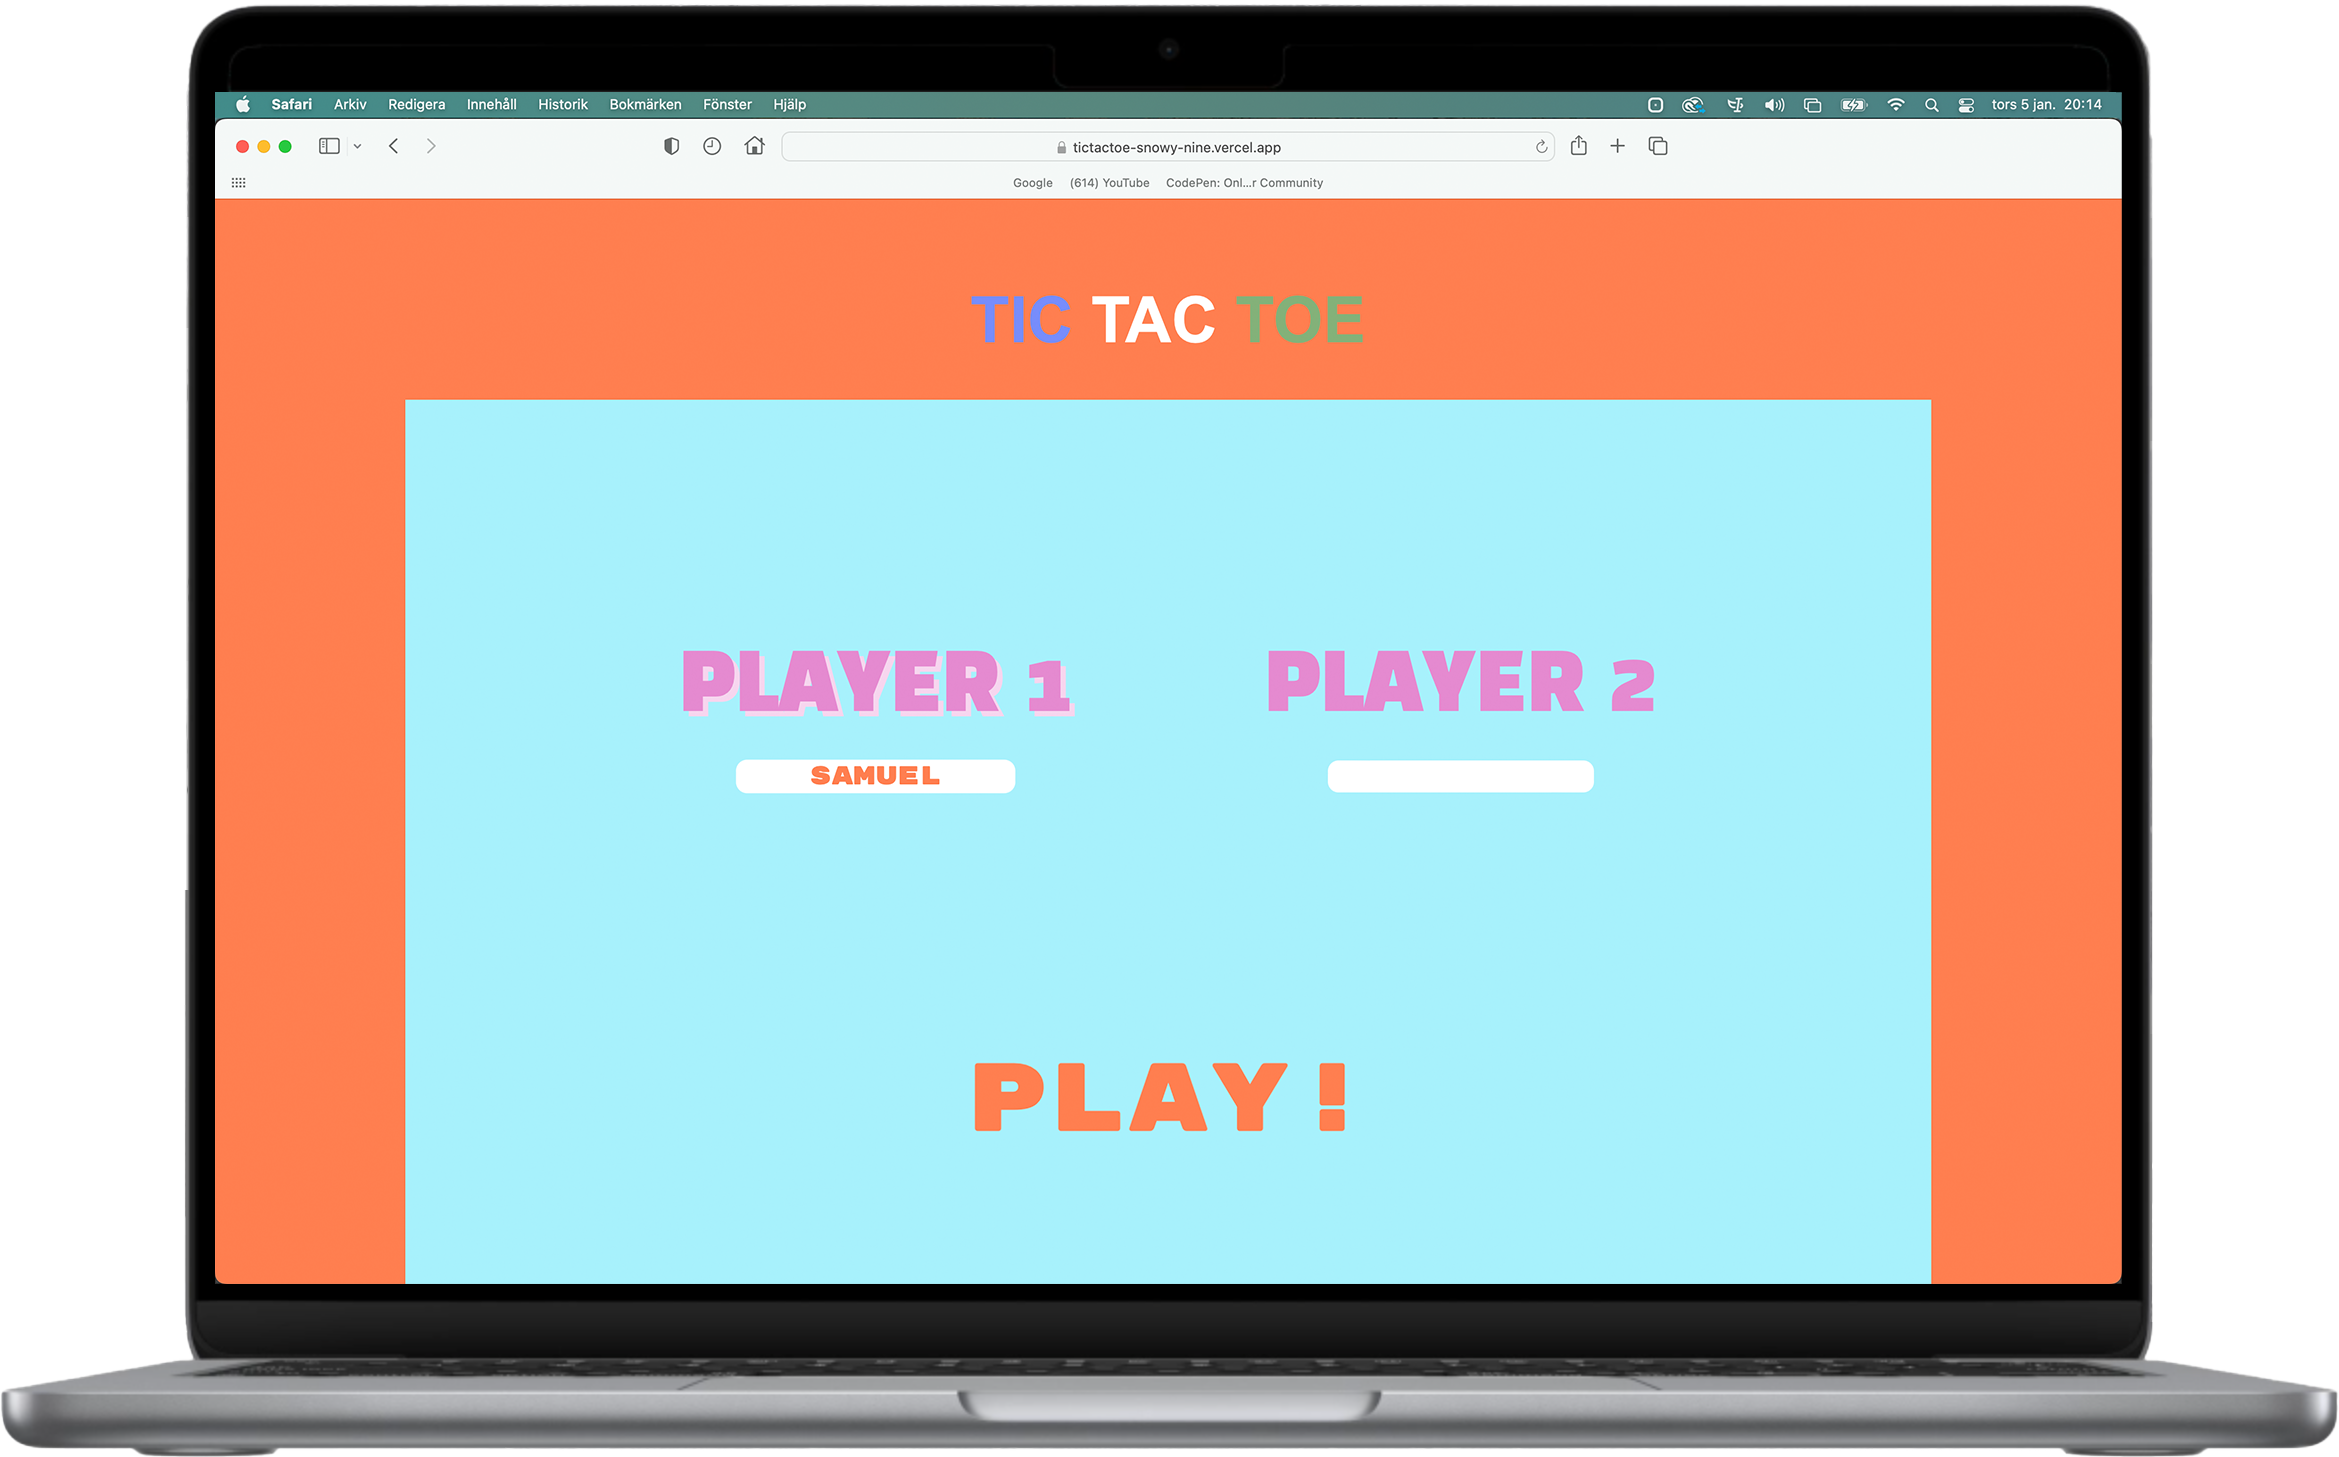 Safari Arkiv Redigera Innehåll Historik Bokmärken Fönster Hjälp tors 5 jan. 20:14
tictactoe-snowy-nine.vercel.app
Google (614) YouTube CodePen: Onl...r Community
TIC TAC TOE
PLAYER 1 PLAYER 2
SAMUEL
PLAY!